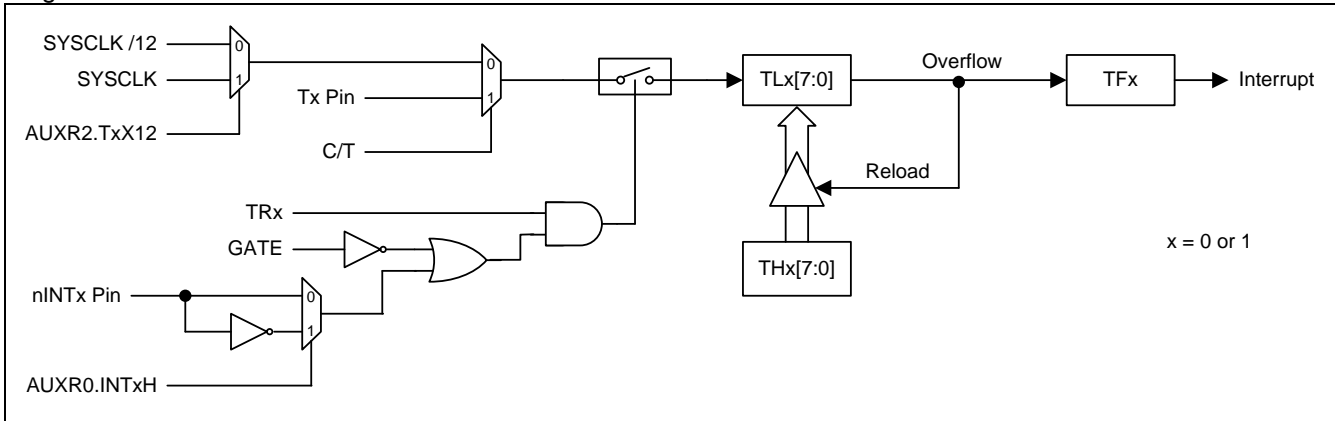 SYSCLK /12
SYSCLK
AUXR2.TxX12
0
1
Tx Pin
C/T
0
1
TLx[7:0]
Overflow
TFx
Interrupt
Reload
THx[7:0]
x = 0 or 1
TRx
GATE
nINTx Pin
0
1
AUXR0.INTxH